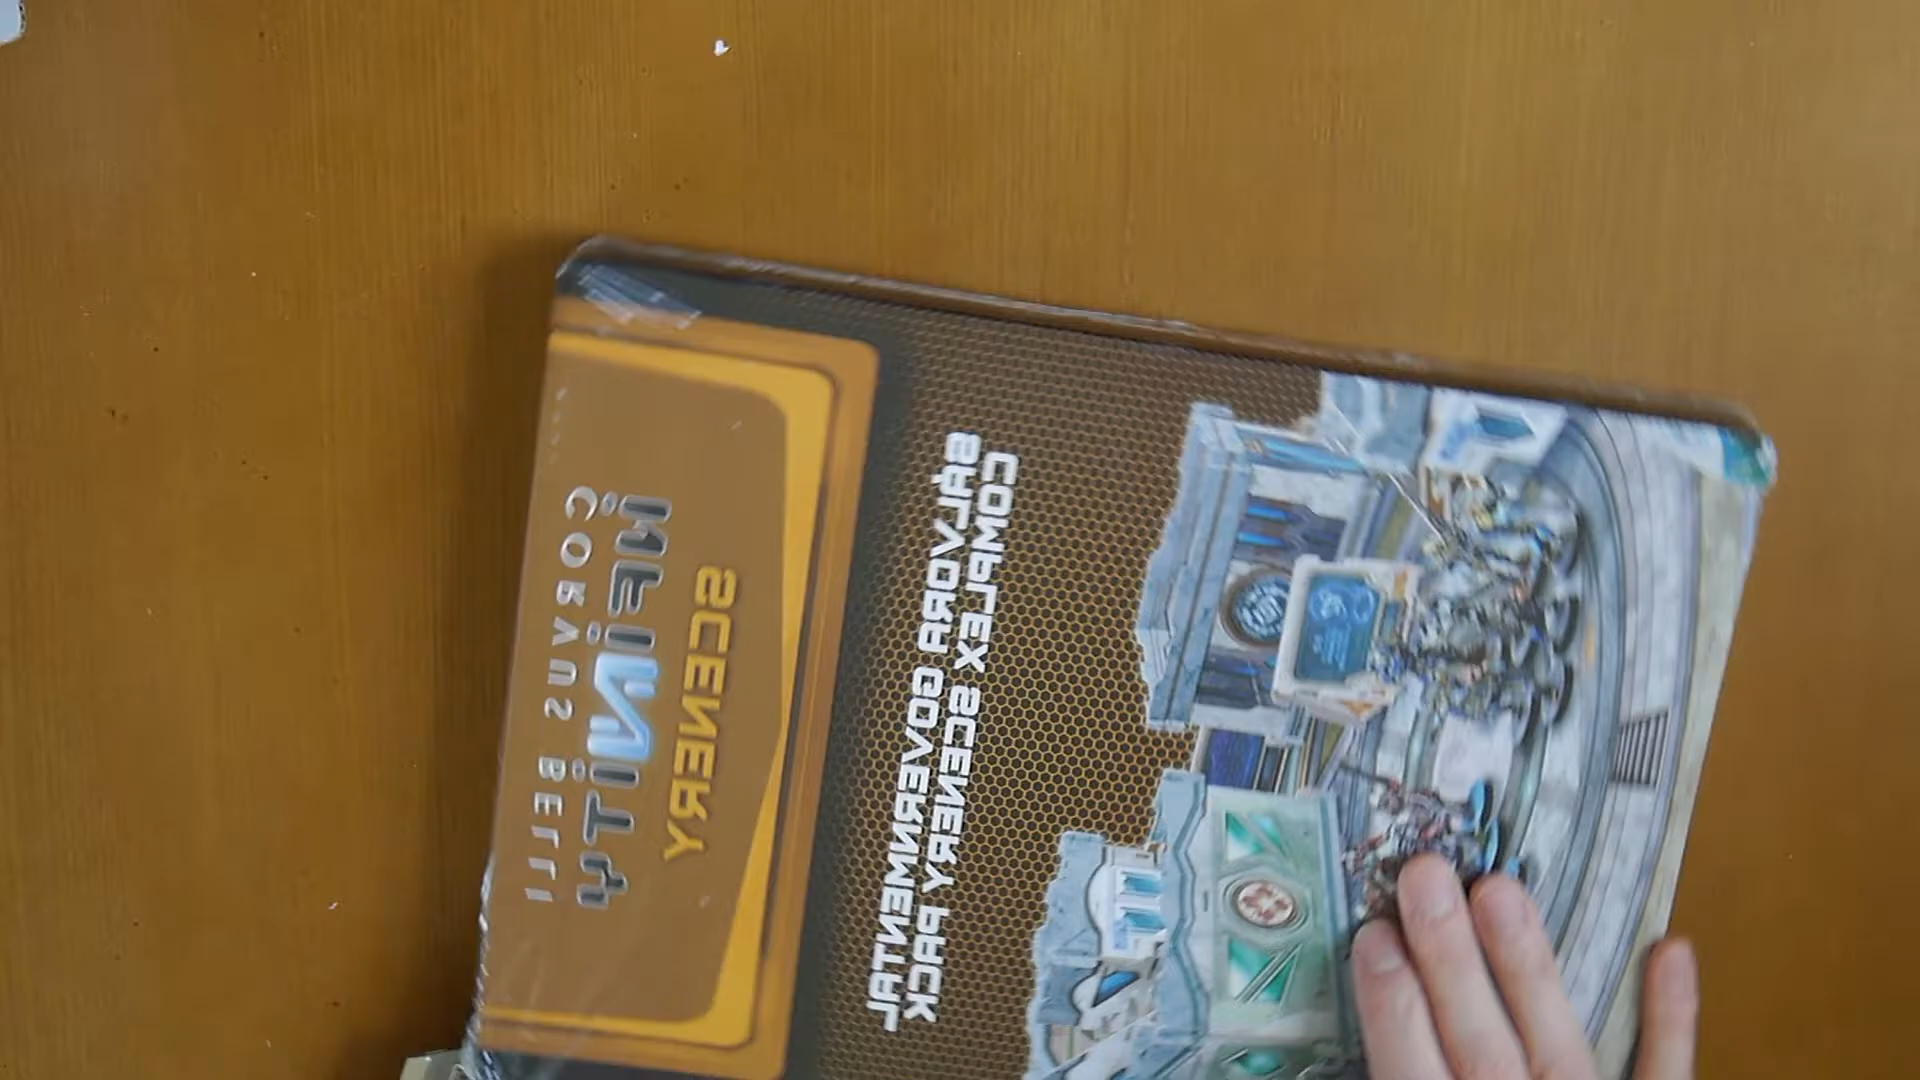 CORVUS BELLI
INFINITY
SCENERY
SALVORA GOVERNMENTAL
COMPLEX SCENERY PACK